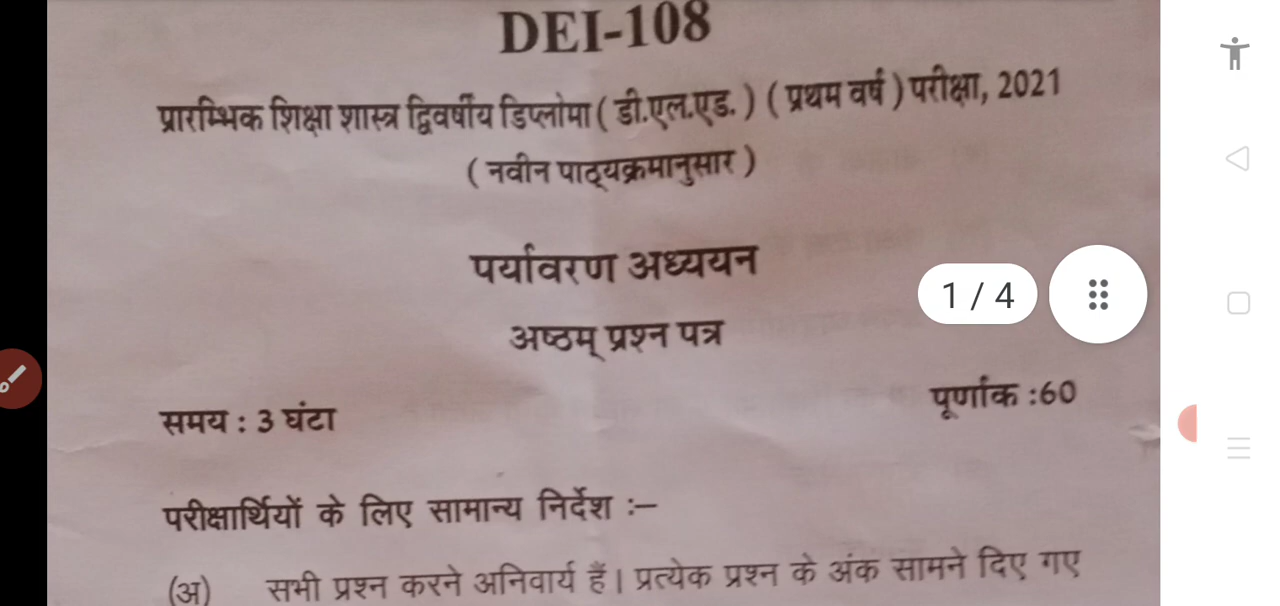 DEI-108
प्रारम्भिक शिक्षा शास्त्र द्विवर्षीय डिप्लोमा ( डी.एल.एड. ) ( प्रथम वर्ष ) परीक्षा, 2021
( नवीन पाठ्यक्रमानुसार )
पर्यावरण अध्ययन
1 / 4
अष्ठम् प्रश्न पत्र
समय : 3 घंटा
पूर्णांक :60
परीक्षार्थियों के लिए सामान्य निर्देश :–
(अ) सभी प्रश्न करने अनिवार्य हैं। प्रत्येक प्रश्न के अंक सामने दिए गए